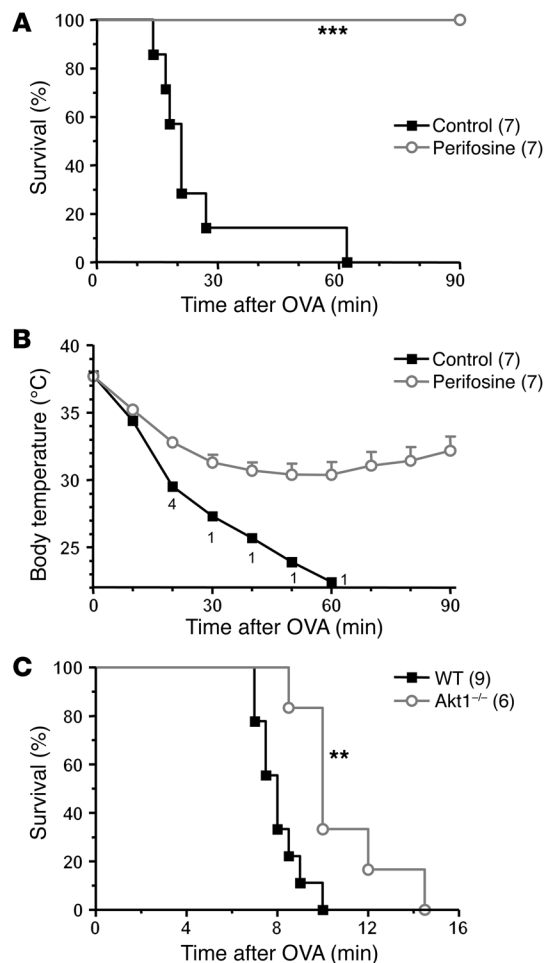 A
100
80
60
40
20
0
Survival (%)
***
Control (7)
Perifosine (7)
0 30 60 90
Time after OVA (min)
B
40
35
30
25
Body temperature (°C)
Control (7)
Perifosine (7)
4
1
1
1
1
0 30 60 90
Time after OVA (min)
C
100
80
60
40
20
0
Survival (%)
WT (9)
Akt1⁻/⁻ (6)
**
0 4 8 12 16
Time after OVA (min)